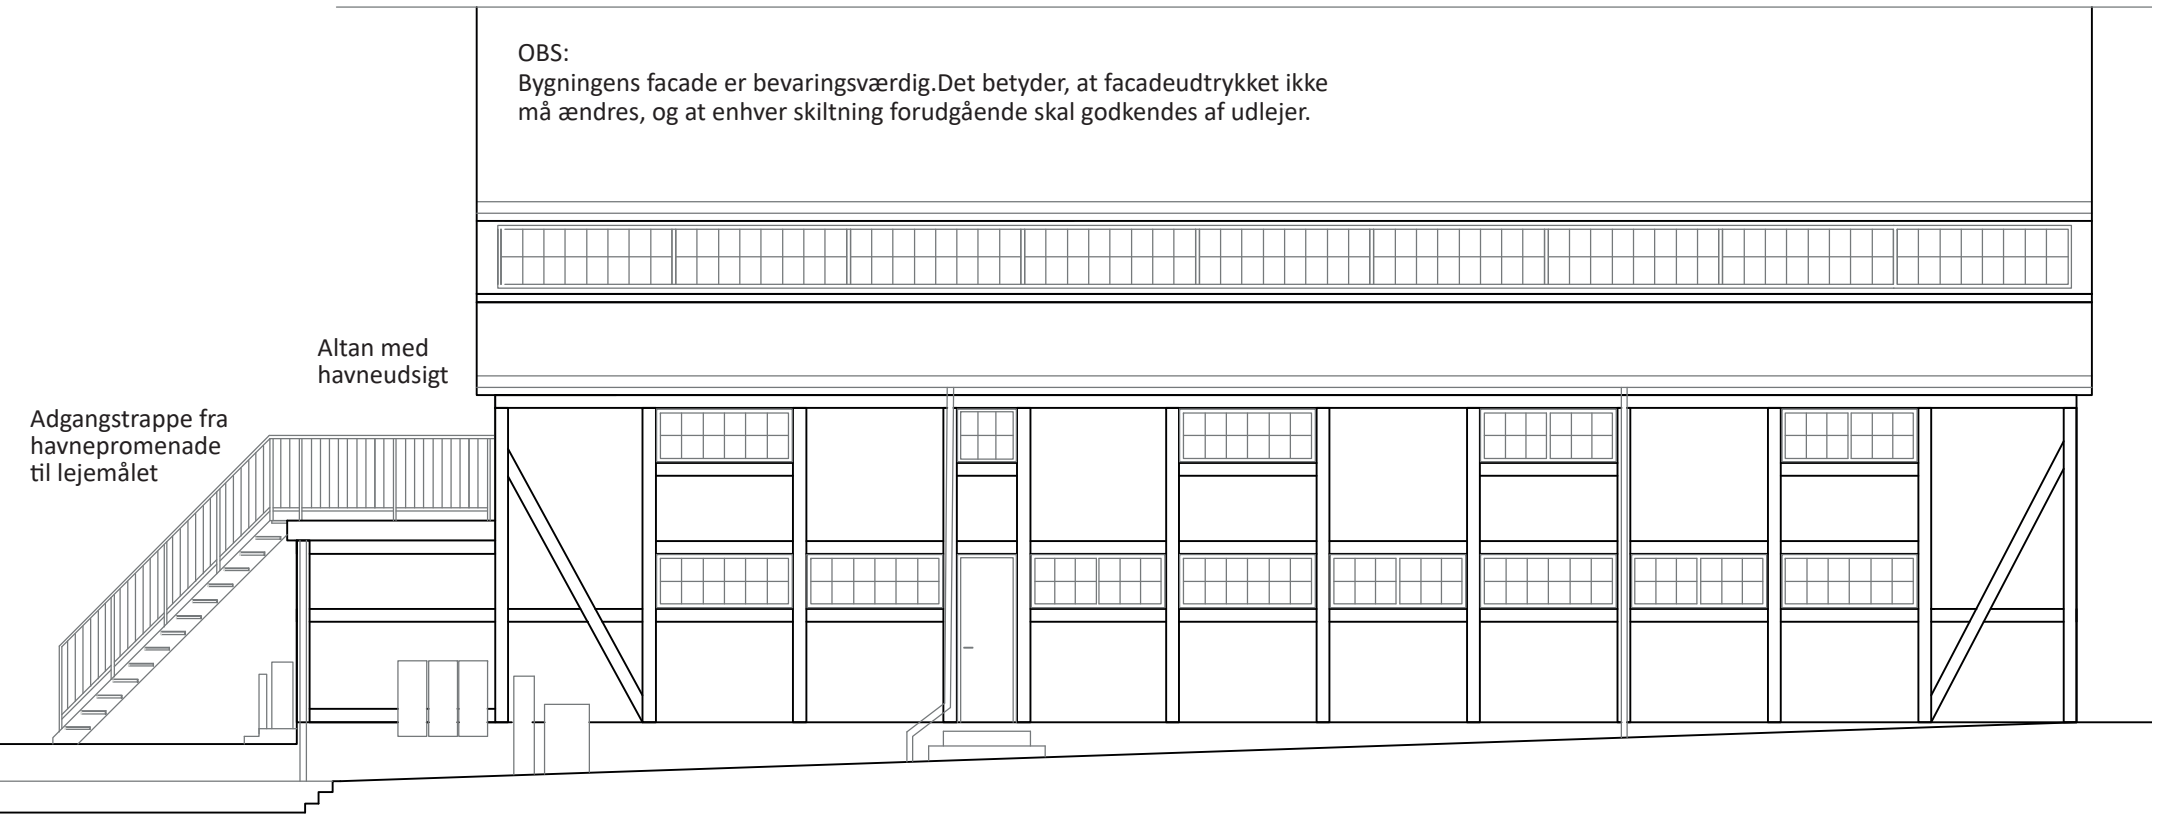 OBS:
Bygningens facade er bevaringsværdig.Det betyder, at facadeudtrykket ikke
må ændres, og at enhver skiltning forudgående skal godkendes af udlejer.
Altan med
havneudsigt
Adgangstrappe fra
havnepromenade
til lejemålet